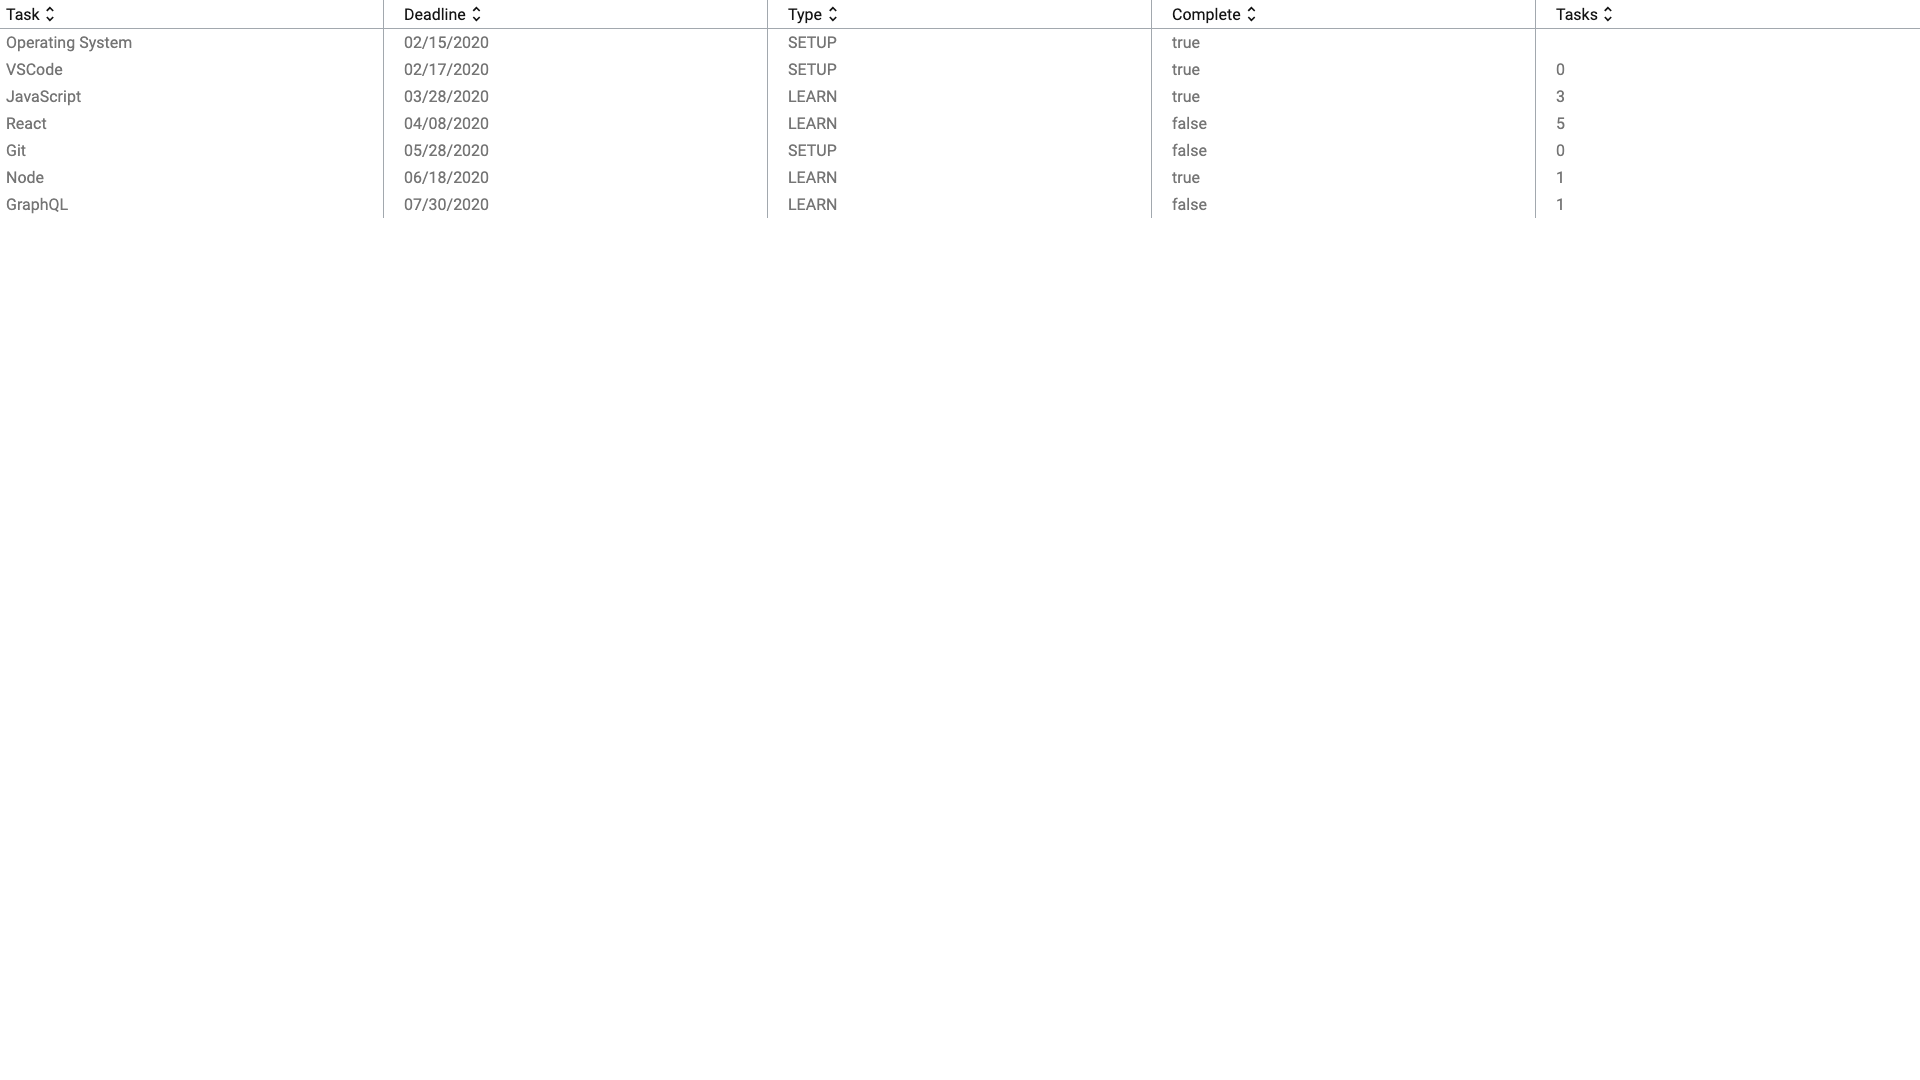 Task Deadline Type Complete Tasks
Operating System 02/15/2020 SETUP true
VSCode 02/17/2020 SETUP true 0
JavaScript 03/28/2020 LEARN true 3
React 04/08/2020 LEARN false 5
Git 05/28/2020 SETUP false 0
Node 06/18/2020 LEARN true 1
GraphQL 07/30/2020 LEARN false 1